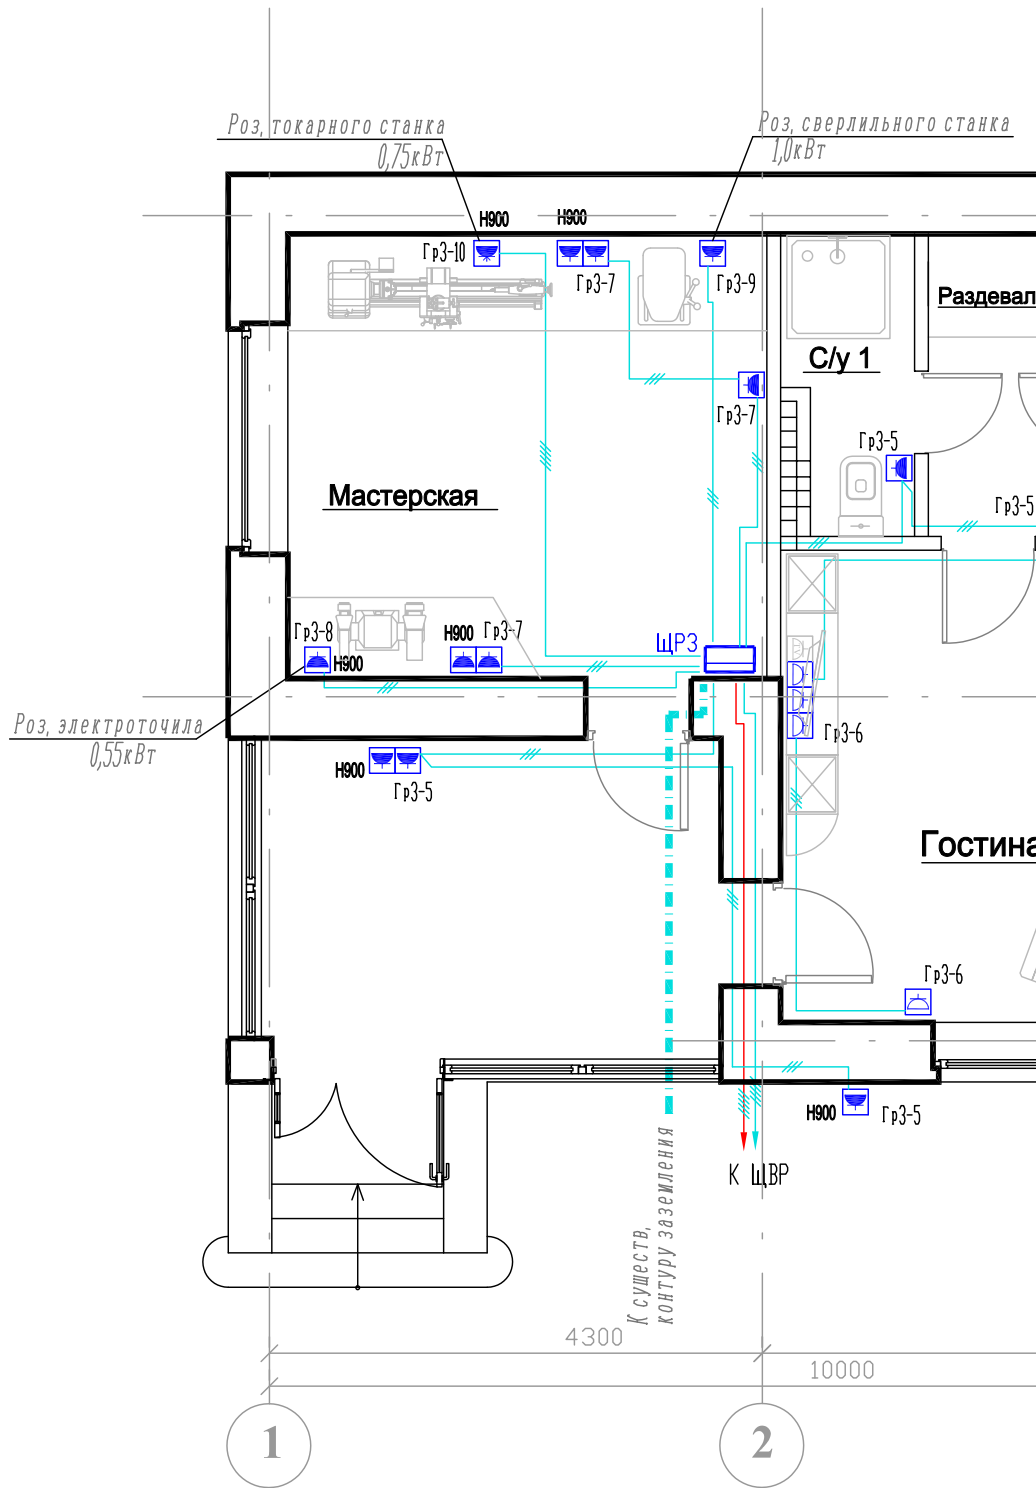 Роз, токарного станка
0,75кВт
Роз, сверлильного станка
1,0кВт
Н900
Н900
Гр3-10
Гр3-7
Гр3-9
Раздевал
С/у 1
Гр3-7
Гр3-5
Мастерская
Гр3-5
Гр3-8
Н900
Н900
Гр3-7
ЩР3
Роз, электроточила
0,55кВт
Гр3-6
Н900
Гр3-5
Гостина
Гр3-6
Н900
Гр3-5
К ЩВР
К существ,
контуру заземления
4300
10000
1
2